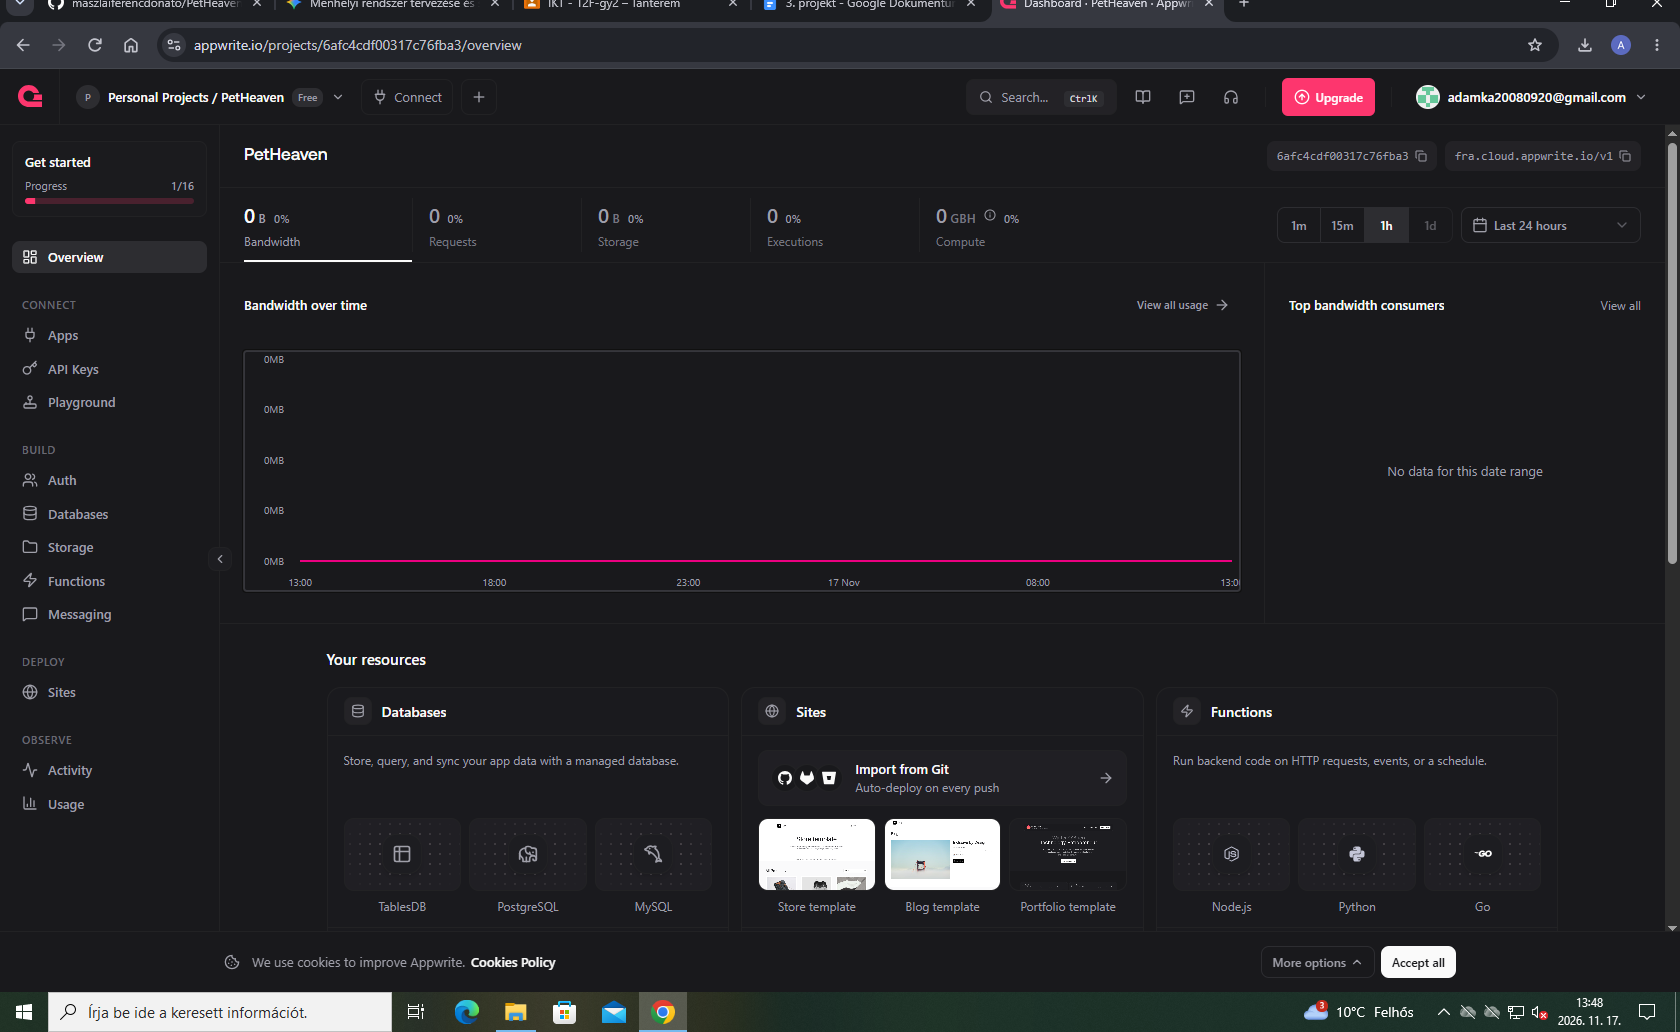 maszlaiferencdonato/PetHeaven
Menhelyi rendszer tervezése és
IKT - 12F-gy2 – Tanterem
3. projekt - Google Dokumentu
Dashboard · PetHeaven · Appwri
appwrite.io/projects/6afc4cdf00317c76fba3/overview
A
P Personal Projects / PetHeaven Free
Connect
Search... CtrlK
Upgrade
adamka20080920@gmail.com
Get started
Progress 1/16
Overview
CONNECT
Apps
API Keys
Playground
BUILD
Auth
Databases
Storage
Functions
Messaging
DEPLOY
Sites
OBSERVE
Activity
Usage
PetHeaven
6afc4cdf00317c76fba3
fra.cloud.appwrite.io/v1
0 B 0%
Bandwidth
0 0%
Requests
0 B 0%
Storage
0 0%
Executions
0 GBH 0%
Compute
1m 15m 1h 1d
Last 24 hours
Bandwidth over time
View all usage
0MB
0MB
0MB
0MB
0MB
13:00 18:00 23:00 17 Nov 08:00 13:0
Top bandwidth consumers
View all
No data for this date range
Your resources
Databases
Store, query, and sync your app data with a managed database.
TablesDB PostgreSQL MySQL
Sites
Import from Git
Auto-deploy on every push
Store template
Store template Blog template Portfolio template
Functions
Run backend code on HTTP requests, events, or a schedule.
GO
Node.js Python Go
We use cookies to improve Appwrite. Cookies Policy
More options
Accept all
Írja be ide a keresett információt.
3
10°C Felhős
13:48
2026. 11. 17.